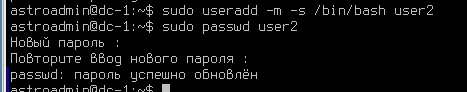 astroadmin@dc-1:~$ sudo useradd -m -s /bin/bash user2
astroadmin@dc-1:~$ sudo passwd user2
Новый пароль :
Повторите ввод нового пароля :
passwd: пароль успешно обновлён
astroadmin@dc-1:~$